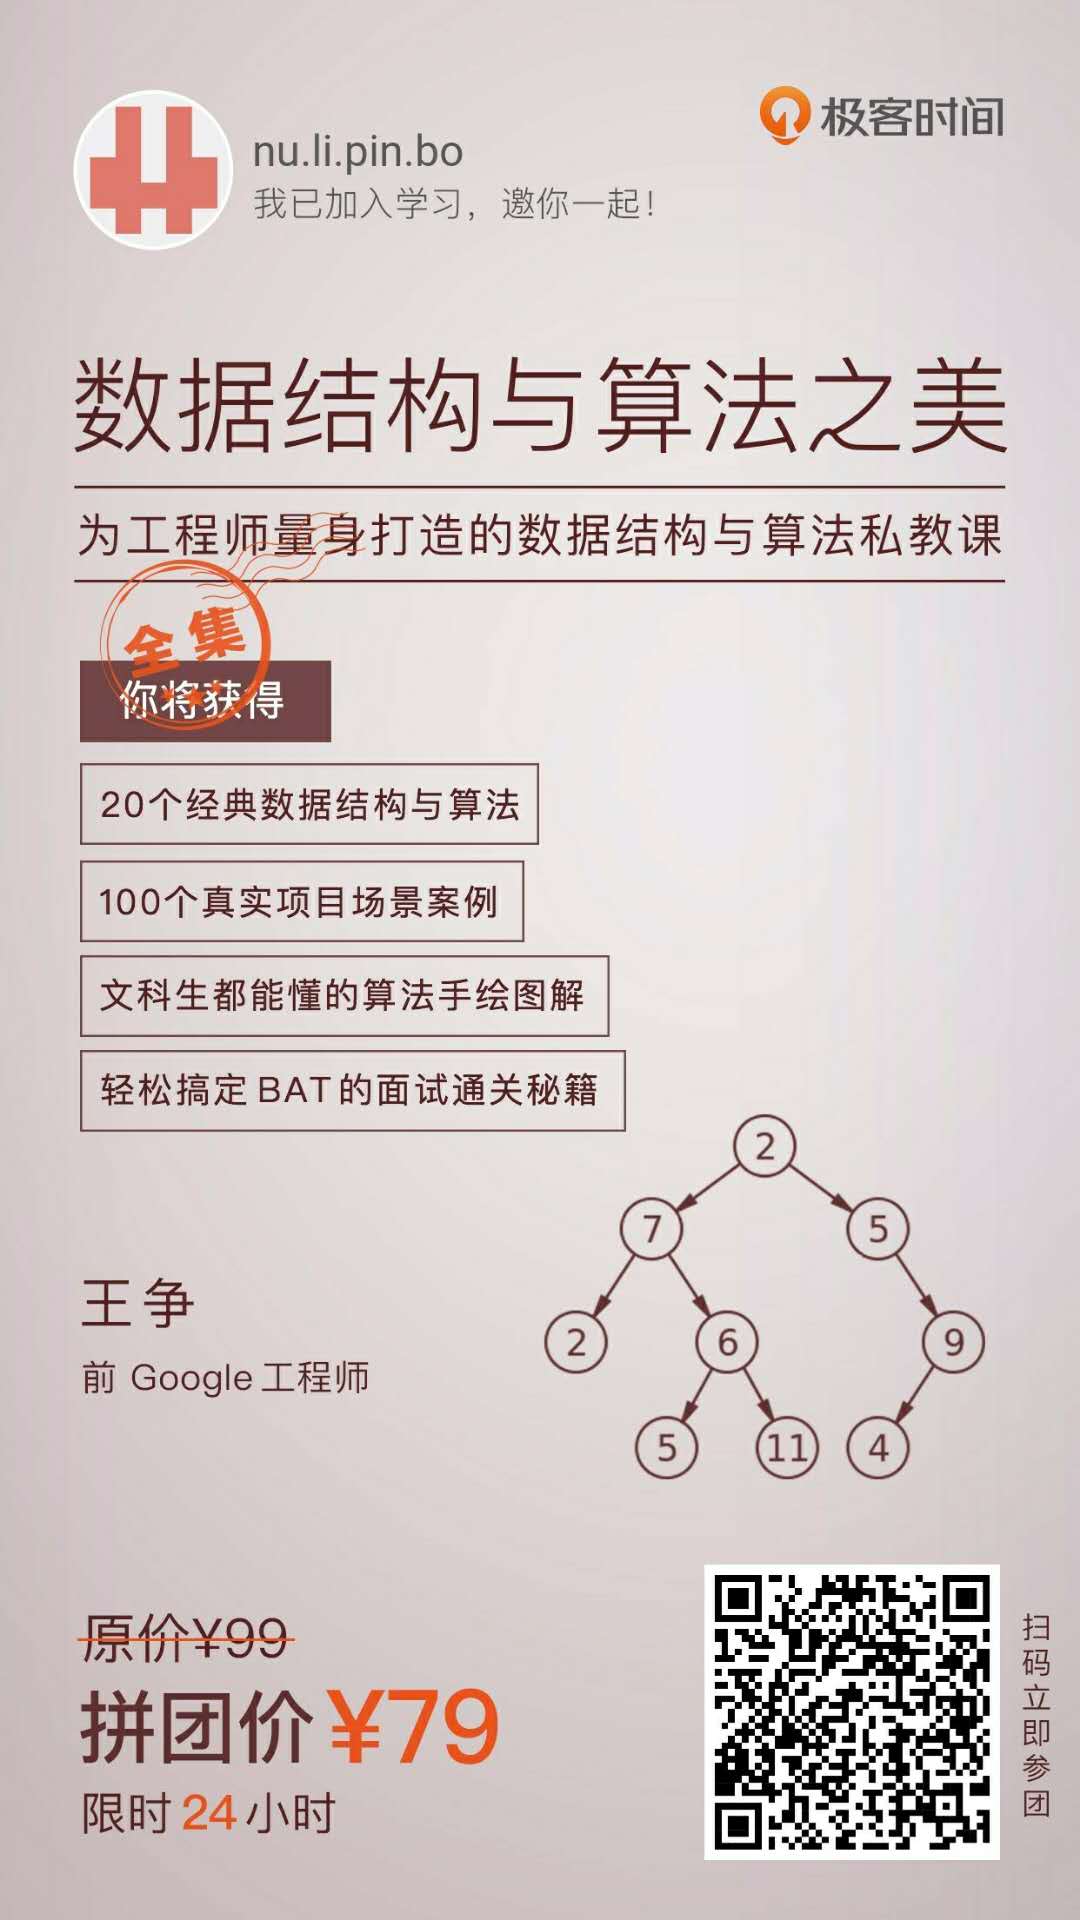 极客时间
nu.li.pin.bo
我已加入学习，邀你一起！
数据结构与算法之美
为工程师量身打造的数据结构与算法私教课
全集
你将获得
20个经典数据结构与算法
100个真实项目场景案例
文科生都能懂的算法手绘图解
轻松搞定 BAT 的面试通关秘籍
2
7
5
2
6
9
5
11
4
王争
前 Google 工程师
原价¥99
拼团价¥79
限时 24 小时
扫码立即参团